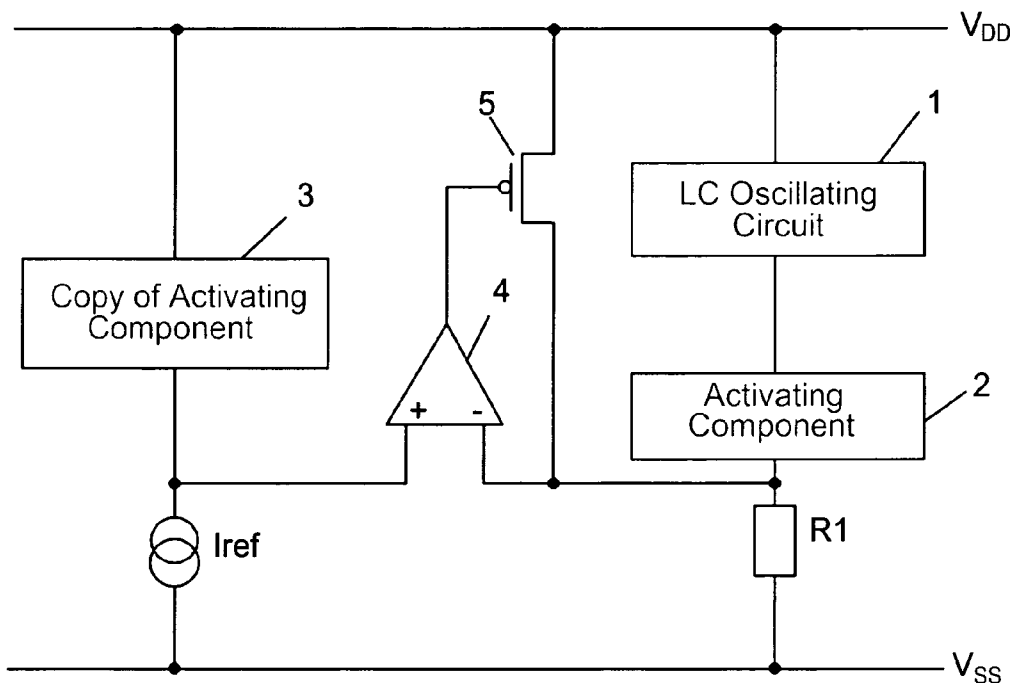 V_DD
5
1
LC Oscillating
Circuit
3
Copy of Activating
Component
4
+ -
Activating
Component
2
Iref
R1
V_SS